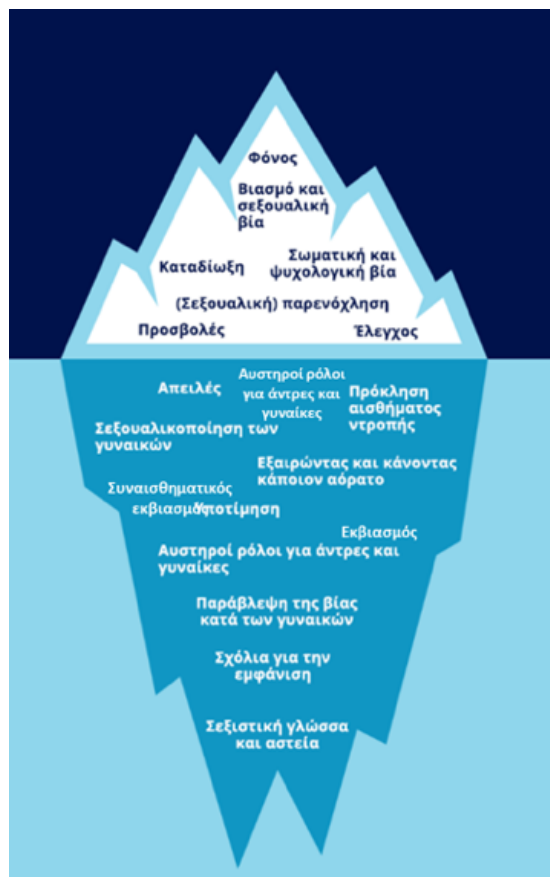 Φόνος
Βιασμό και
σεξουαλική
βία
Σωματική και
ψυχολογική βία
Καταδίωξη
(Σεξουαλική) παρενόχληση
Προσβολές
Έλεγχος
Απειλές
Αυστηροί ρόλοι
για άντρες και
γυναίκες
Πρόκληση
αισθήματος
ντροπής
Σεξουαλικοποίηση των
γυναικών
Εξαιρώντας και κάνοντας
κάποιον αόρατο
Συναισθηματικός
εκβιασμός
Υποτίμηση
Εκβιασμός
Αυστηροί ρόλοι για άντρες και
γυναίκες
Παράβλεψη της βίας
κατά των γυναικών
Σχόλια για την
εμφάνιση
Σεξιστική γλώσσα
και αστεία